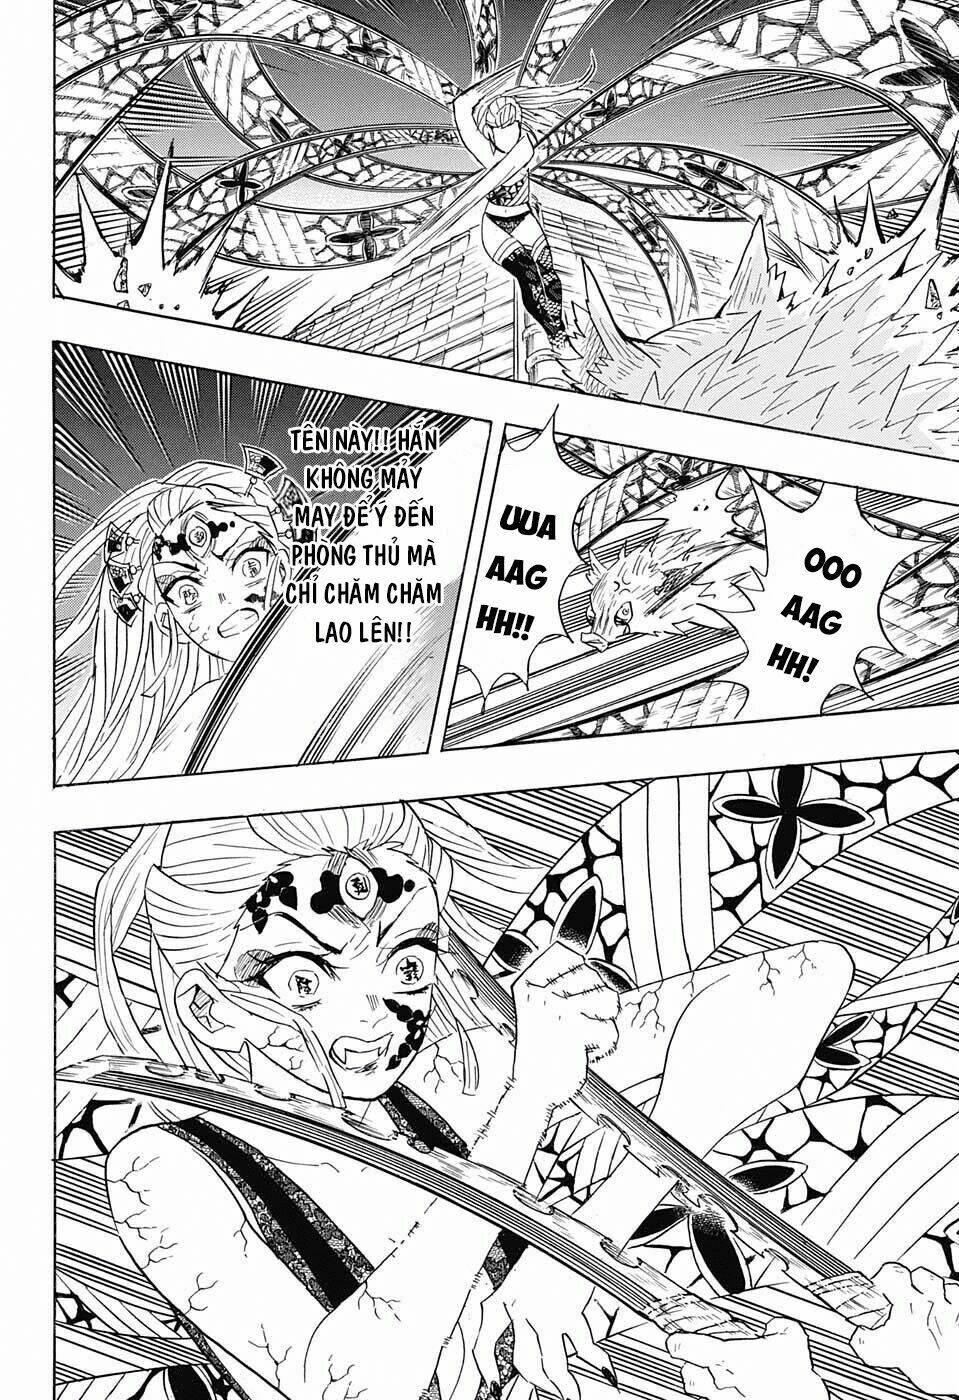 OOO
AAG
HH!
UUA
AAG
HH!!
TÊN NÀY!! HẮN
KHÔNG MẢY
MAY ĐỂ Ý ĐẾN
PHÒNG THỦ MÀ
CHỈ CHĂM CHĂM
LAO LÊN!!